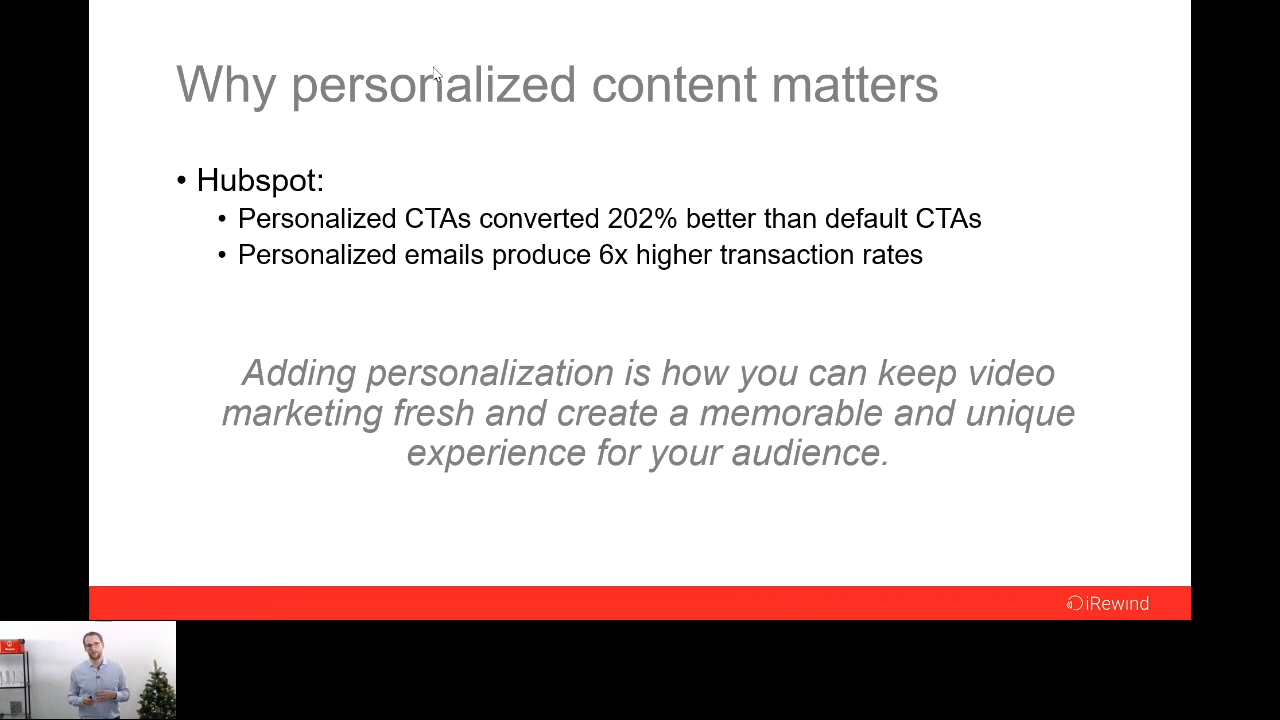 Why personalized content matters
• Hubspot:
• Personalized CTAs converted 202% better than default CTAs
• Personalized emails produce 6x higher transaction rates
Adding personalization is how you can keep video
marketing fresh and create a memorable and unique
experience for your audience.
iRewind